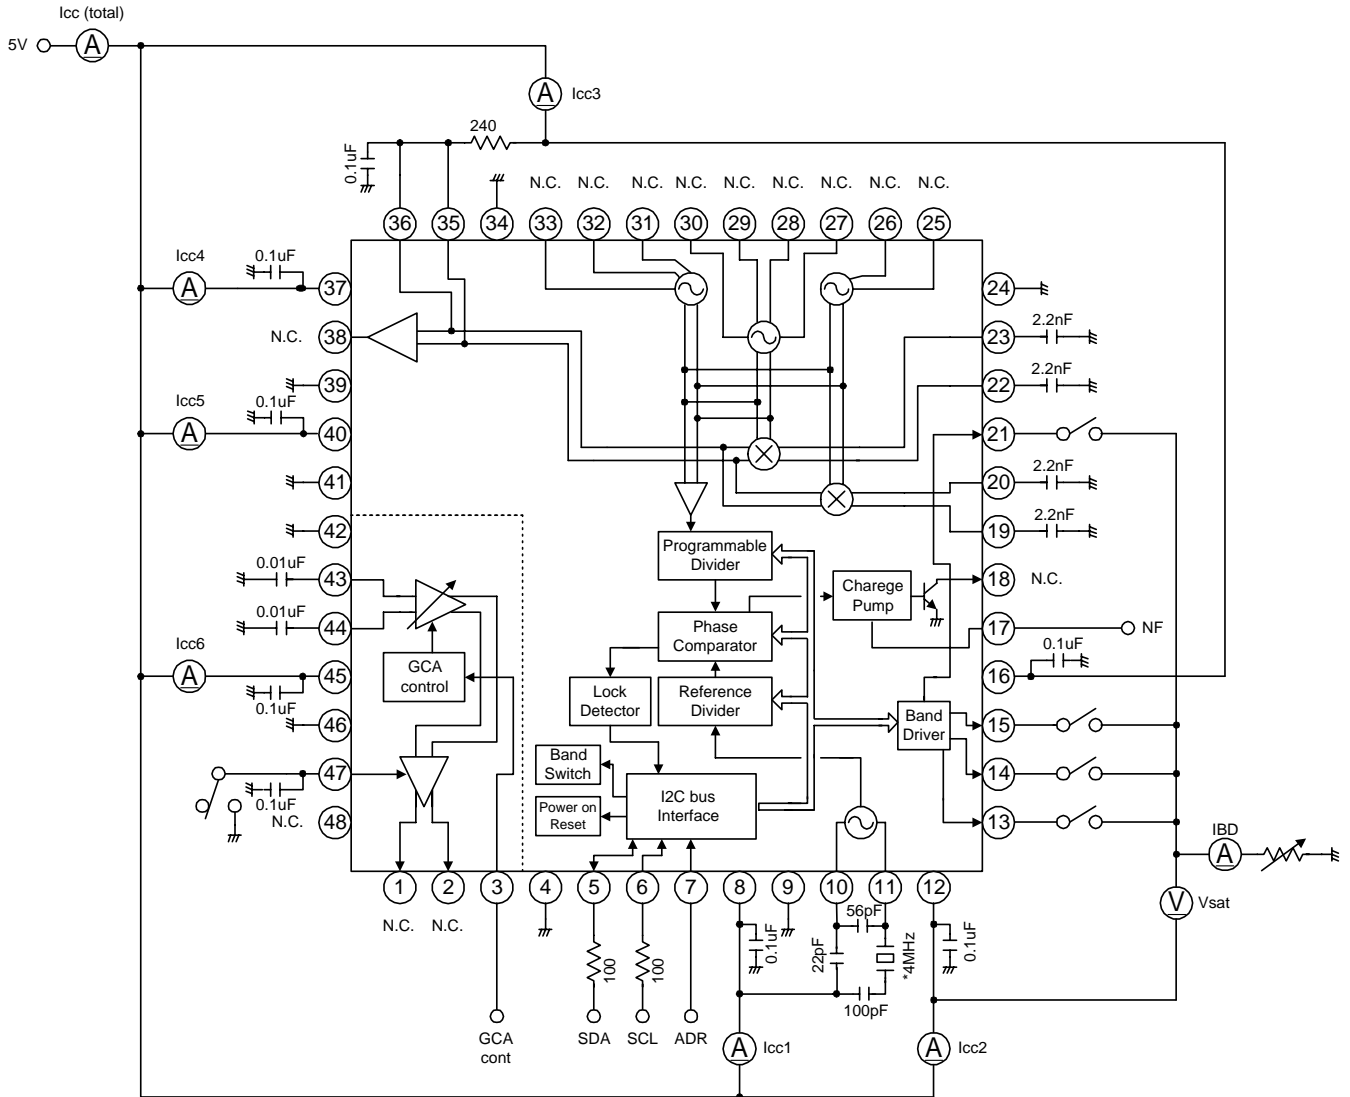 Icc (total)
5V
A
A
Icc3
240
0.1uF
N.C.
N.C.
N.C.
N.C.
N.C.
N.C.
N.C.
N.C.
N.C.
36
35
34
33
32
31
30
29
28
27
26
25
Icc4
0.1uF
A
37
24
N.C.
38
23
2.2nF
39
22
2.2nF
Icc5
0.1uF
A
40
21
41
20
2.2nF
42
19
2.2nF
0.01uF
43
Programmable
Divider
Charege
Pump
18
N.C.
0.01uF
44
Phase
Comparator
17
NF
Icc6
A
45
0.1uF
GCA
control
Lock
Detector
Reference
Divider
16
0.1uF
46
Band
Driver
15
47
0.1uF
Band
Switch
I2C bus
Interface
Power on
Reset
14
N.C.
48
13
IBD
A
1
2
3
4
5
6
7
8
9
10
11
12
V
Vsat
N.C.
N.C.
100
100
0.1uF
56pF
22pF
*4MHz
100pF
0.1uF
GCA
cont
SDA
SCL
ADR
A
Icc1
A
Icc2